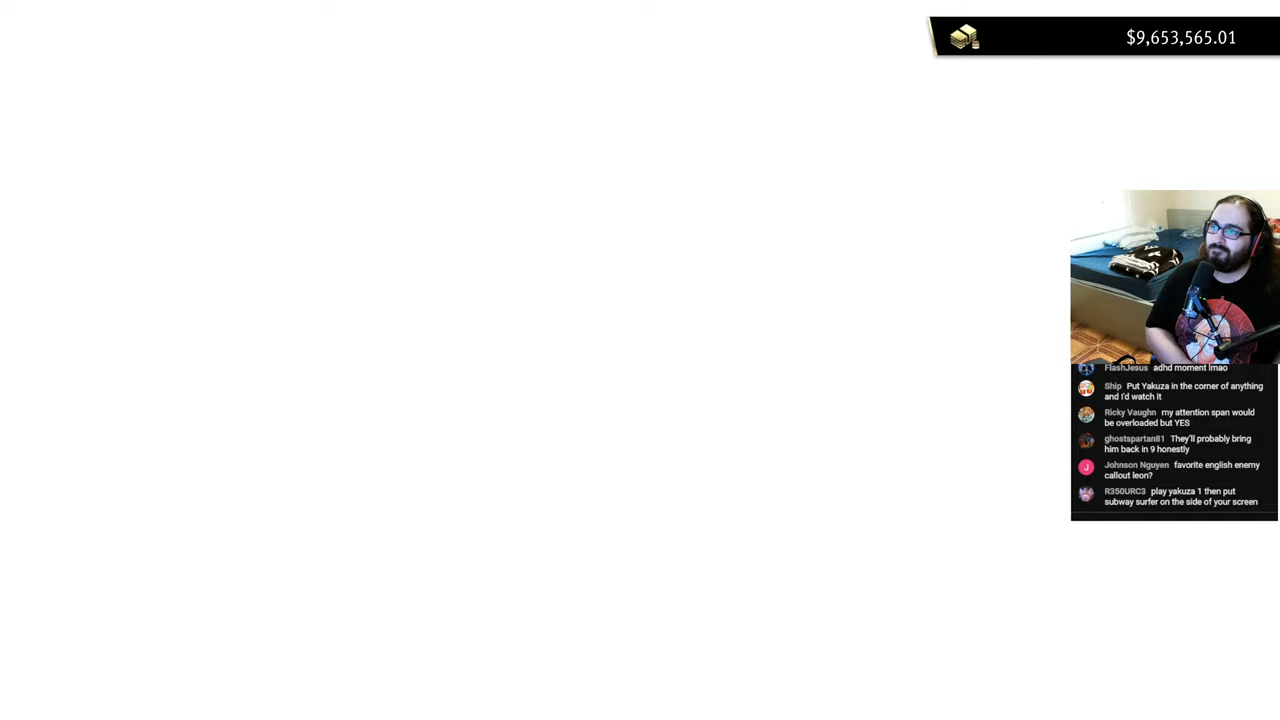 $9,653,565.01
FlashJesus adhd moment lmao
Ship Put Yakuza in the corner of anything
and I'd watch it
Ricky Vaughn my attention span would
be overloaded but YES
ghostspartan81 They'll probably bring
him back in 9 honestly
J Johnson Nguyen favorite english enemy
callout leon?
R350URC3 play yakuza 1 then put
subway surfer on the side of your screen